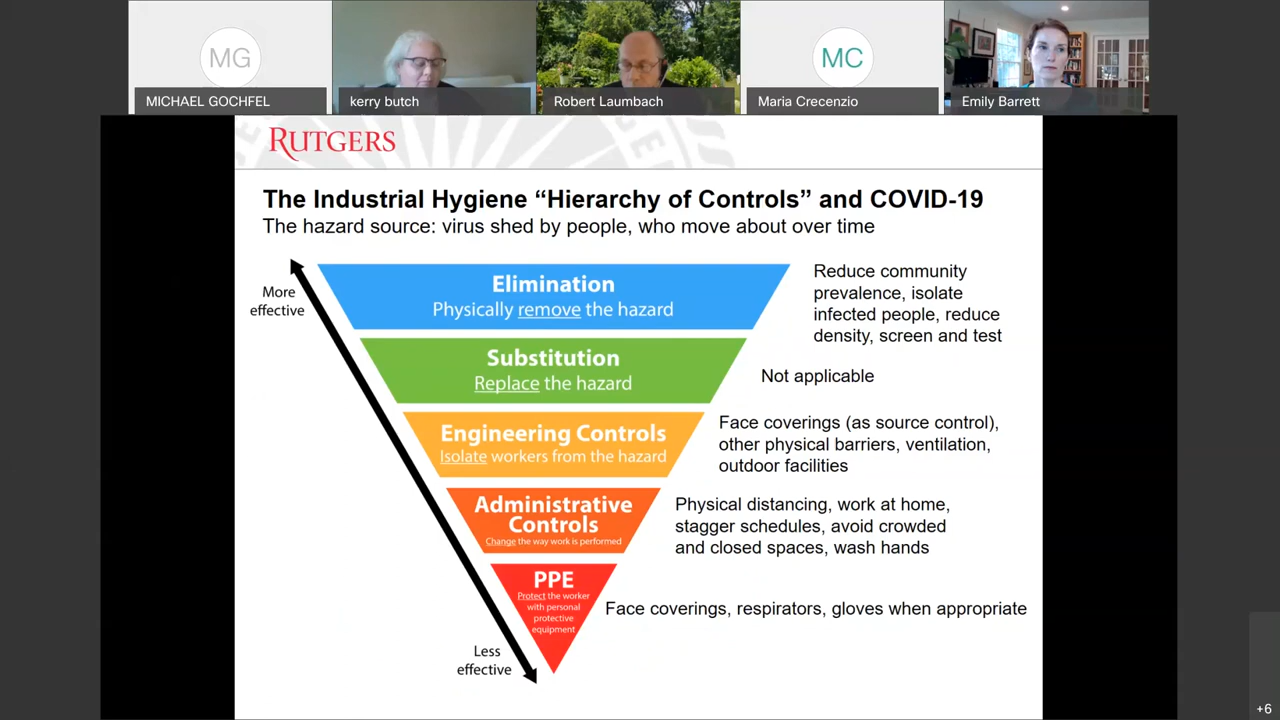 MG
MC
MICHAEL GOCHFEL
kerry butch
Robert Laumbach
Maria Crecenzio
Emily Barrett
RUTGERS
The Industrial Hygiene “Hierarchy of Controls” and COVID-19
The hazard source: virus shed by people, who move about over time
More
effective
Elimination
Physically remove the hazard
Reduce community
prevalence, isolate
infected people, reduce
density, screen and test
Substitution
Replace the hazard
Not applicable
Engineering Controls
Isolate workers from the hazard
Face coverings (as source control),
other physical barriers, ventilation,
outdoor facilities
Administrative
Controls
Change the way work is performed
Physical distancing, work at home,
stagger schedules, avoid crowded
and closed spaces, wash hands
PPE
Protect the worker
with personal
protective
equipment
Face coverings, respirators, gloves when appropriate
Less
effective
+6